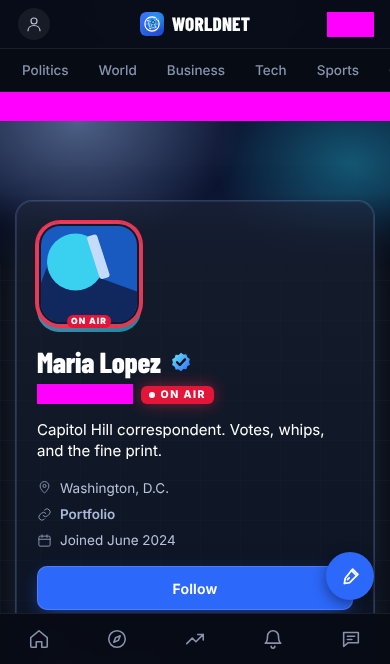 WORLDNET
Politics World Business Tech Sports
ON AIR
Maria Lopez
ON AIR
Capitol Hill correspondent. Votes, whips,
and the fine print.
Washington, D.C.
Portfolio
Joined June 2024
Follow